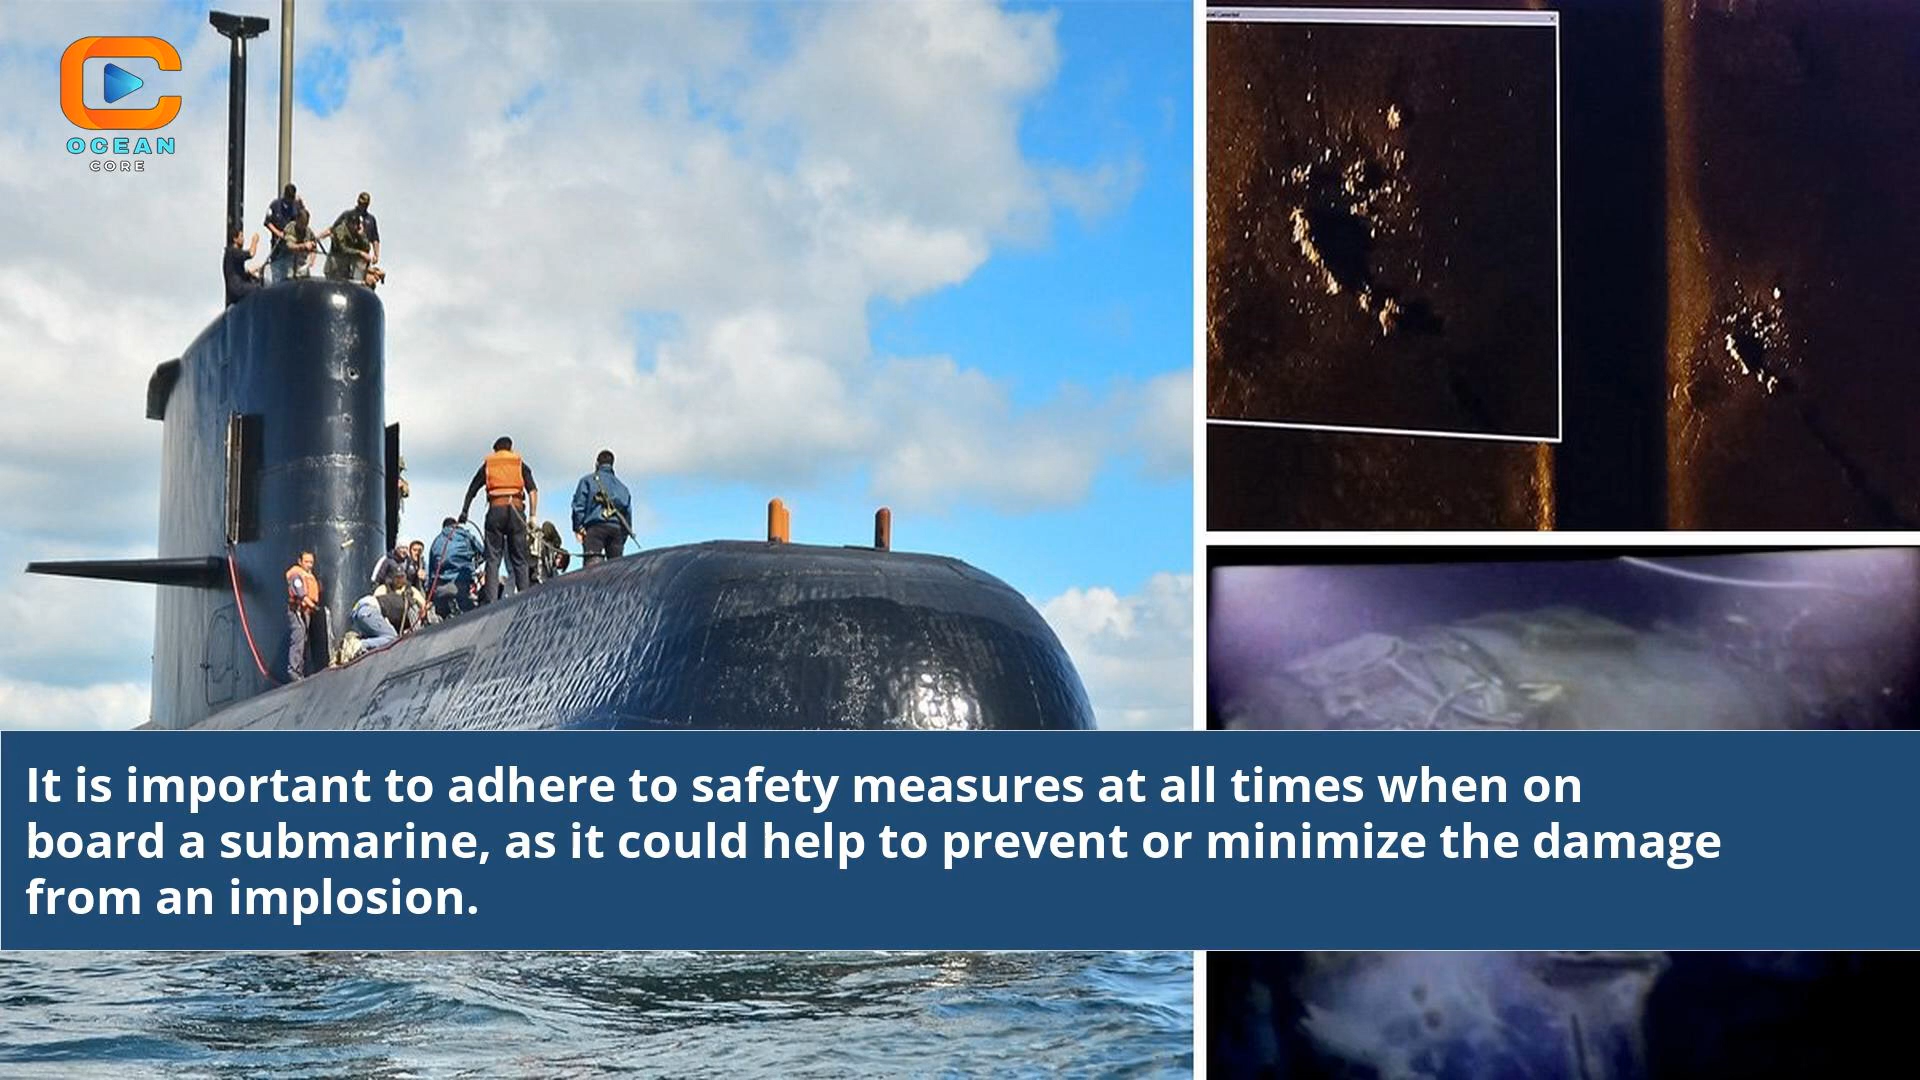 OCEAN
CORE
It is important to adhere to safety measures at all times when on
board a submarine, as it could help to prevent or minimize the damage
from an implosion.